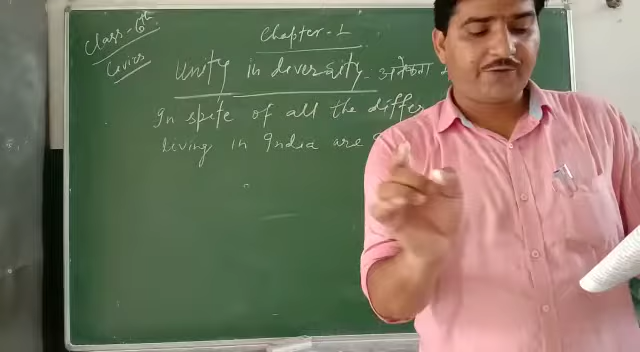 Class-6th
Civics
Chapter-1
Unity in diversity - अनेकता
In spite of all the differ
living in India are